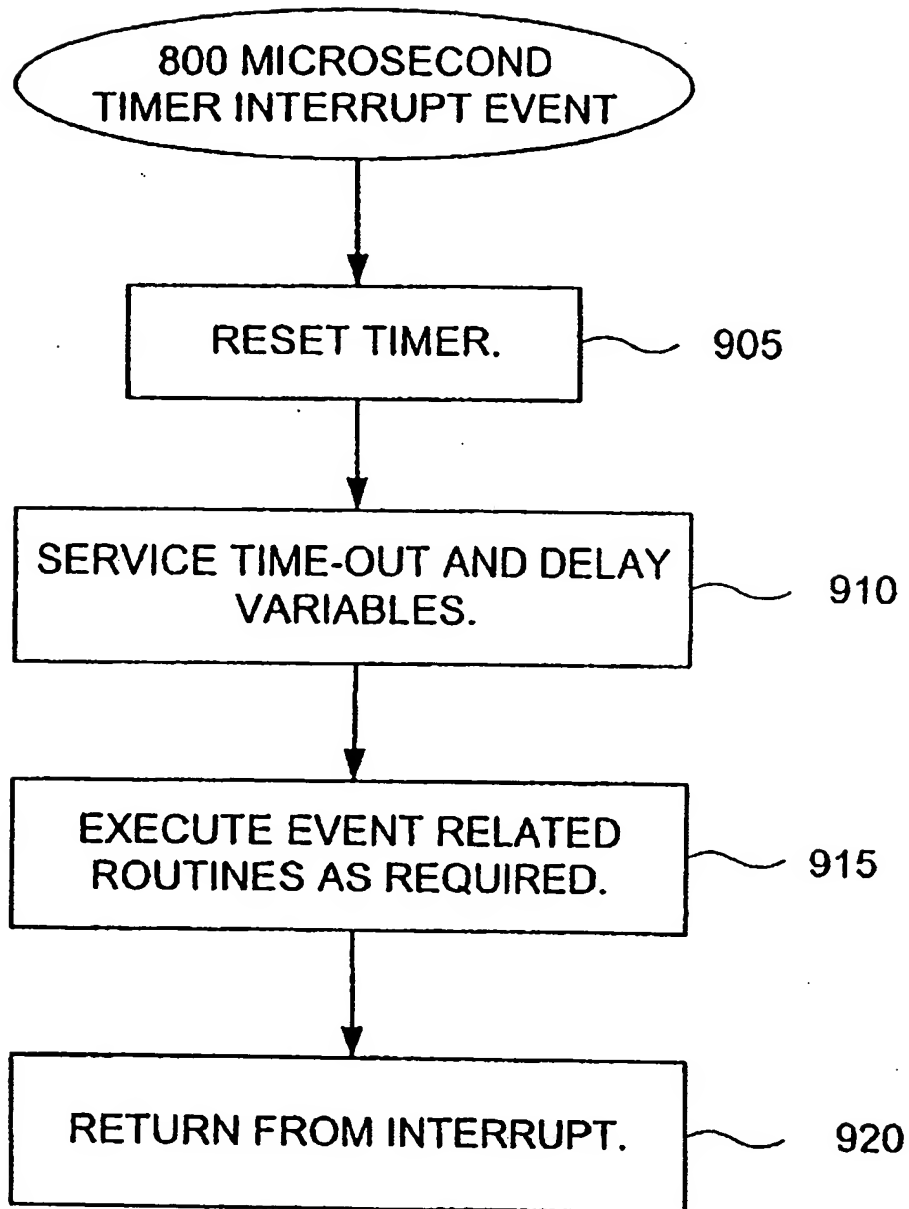 800 MICROSECOND
TIMER INTERRUPT EVENT
RESET TIMER.
905
SERVICE TIME-OUT AND DELAY
VARIABLES.
910
EXECUTE EVENT RELATED
ROUTINES AS REQUIRED.
915
RETURN FROM INTERRUPT.
920